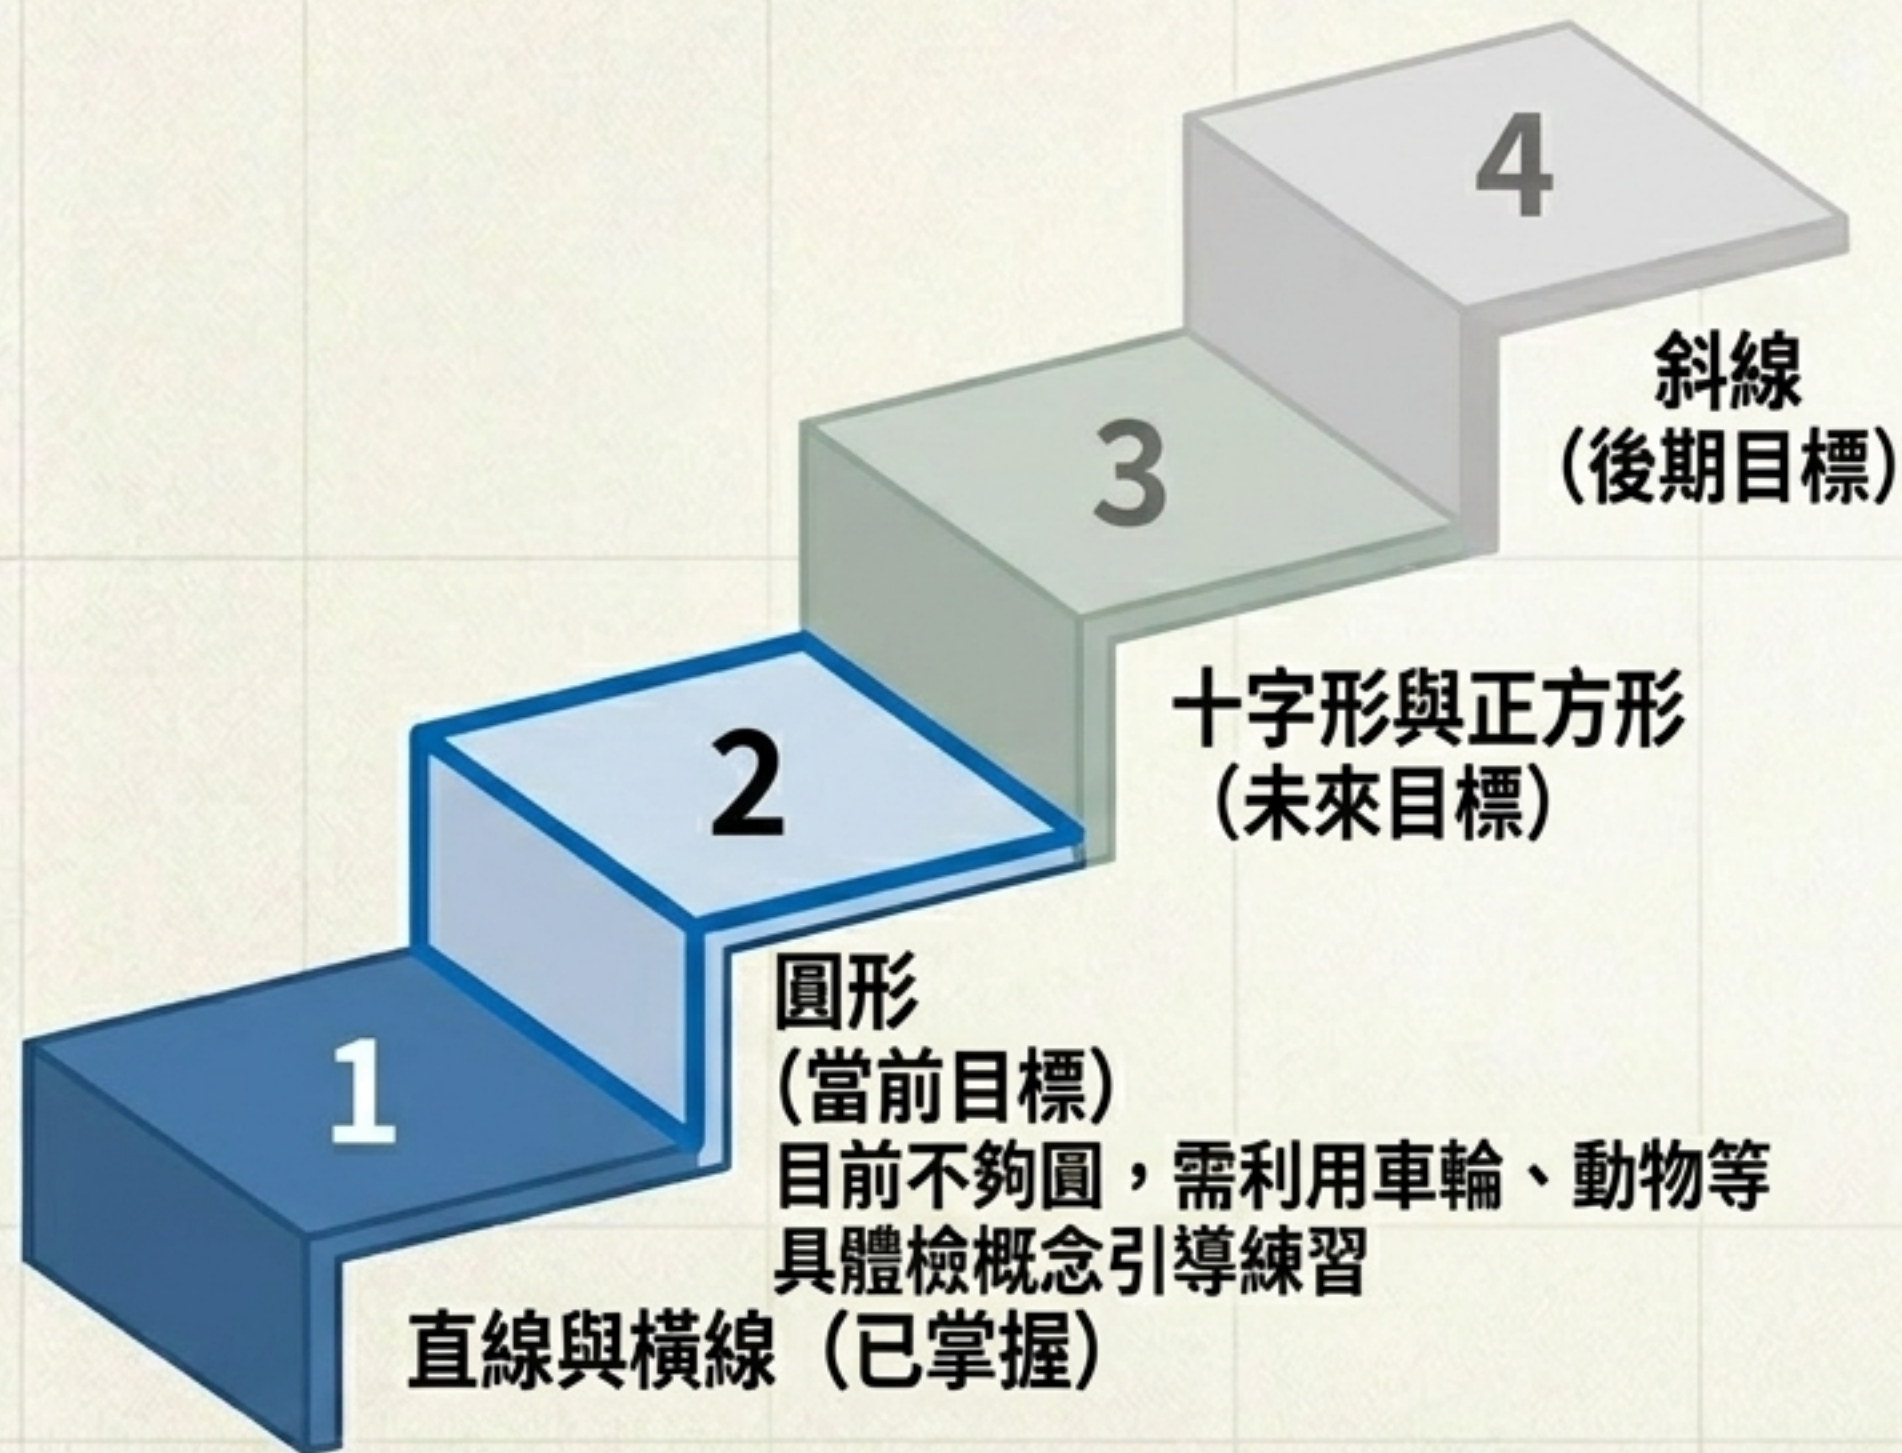 4
斜線
（後期目標）
3
十字形與正方形
（未來目標）
2
圓形
（當前目標）
目前不夠圓，需利用車輪、動物等
具體檢概念引導練習
1
直線與橫線（已掌握）